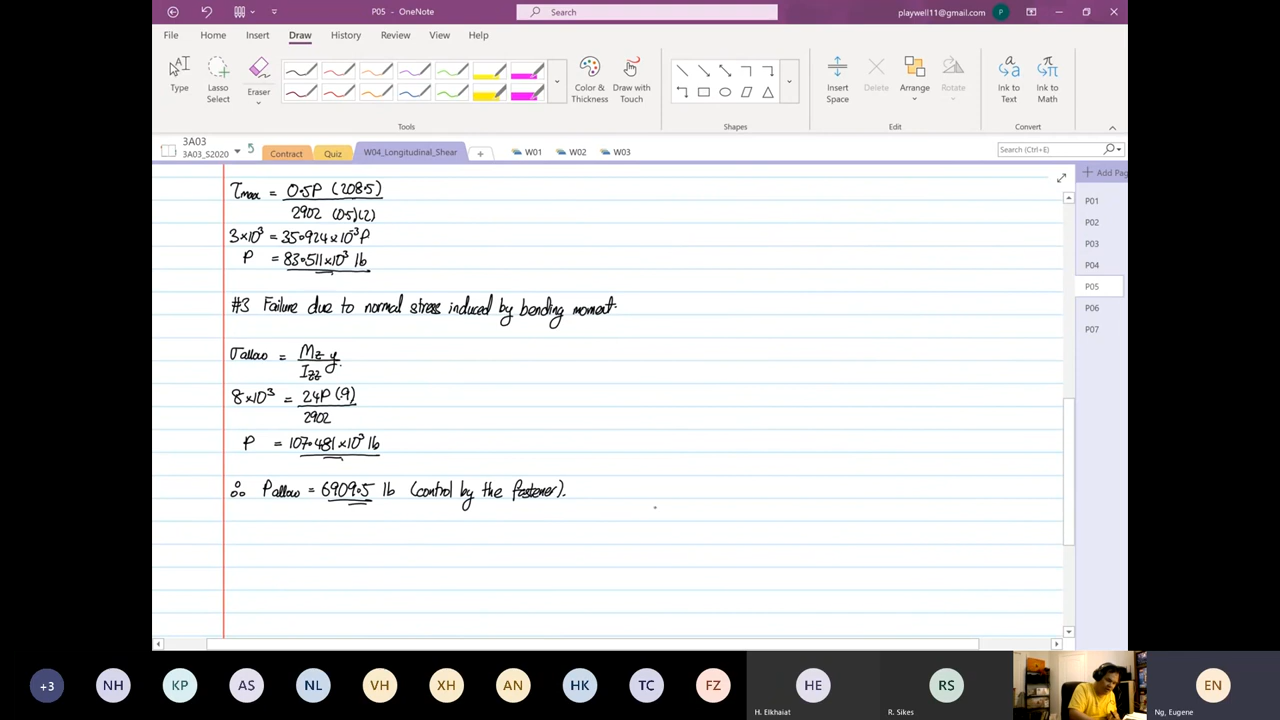 P05 - OneNote
Search
playwell11@gmail.com
P
File
Home
Insert
Draw
History
Review
View
Help
Type
Lasso Select
Eraser
Color & Thickness
Draw with Touch
Insert Space
Delete
Arrange
Rotate
Ink to Text
Ink to Math
Tools
Shapes
Edit
Convert
3A03
3A03_S2020
Contract
Quiz
W04_Longitudinal_Shear
W01
W02
W03
Search (Ctrl+E)
Add Pag
P01
P02
P03
P04
P05
P06
P07
τmax = 0.5P (208.5)
2902 (0.5)(2)
3×10³ = 35.924×10⁻³P
P = 83.511×10³ lb
#3 Failure due to normal stress induced by bending moment.
σallow = Mz y
Izz
8×10³ = 24P (9)
2902
P = 107.481×10³ lb
∴ Pallow = 6909.5 lb (control by the fastener).
+3
NH
KP
AS
NL
VH
XH
AN
HK
TC
FZ
HE
H. Elkhaiat
RS
R. Sikes
EN
Ng, Eugene